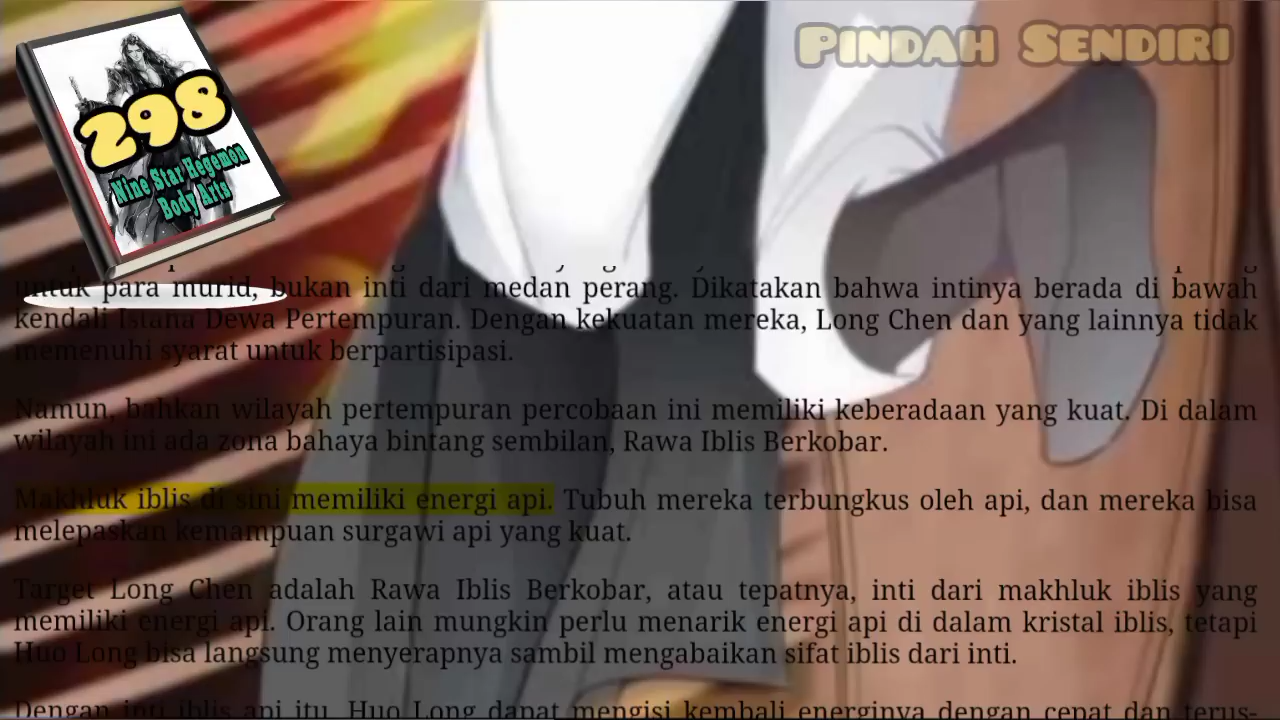 PINDAH SENDIRI
298
Nine Star Hegemon
Body Arts
untuk para murid, bukan inti dari medan perang. Dikatakan bahwa intinya berada di bawah
kendali Istana Dewa Pertempuran. Dengan kekuatan mereka, Long Chen dan yang lainnya tidak
memenuhi syarat untuk berpartisipasi.
Namun, bahkan wilayah pertempuran percobaan ini memiliki keberadaan yang kuat. Di dalam
wilayah ini ada zona bahaya bintang sembilan, Rawa Iblis Berkobar.
Makhluk iblis di sini memiliki energi api. Tubuh mereka terbungkus oleh api, dan mereka bisa
melepaskan kemampuan surgawi api yang kuat.
Target Long Chen adalah Rawa Iblis Berkobar, atau tepatnya, inti dari makhluk iblis yang
memiliki energi api. Orang lain mungkin perlu menarik energi api di dalam kristal iblis, tetapi
Huo Long bisa langsung menyerapnya sambil mengabaikan sifat iblis dari inti.
Dengan inti iblis api itu, Huo Long dapat mengisi kembali energinya dengan cepat dan terus-